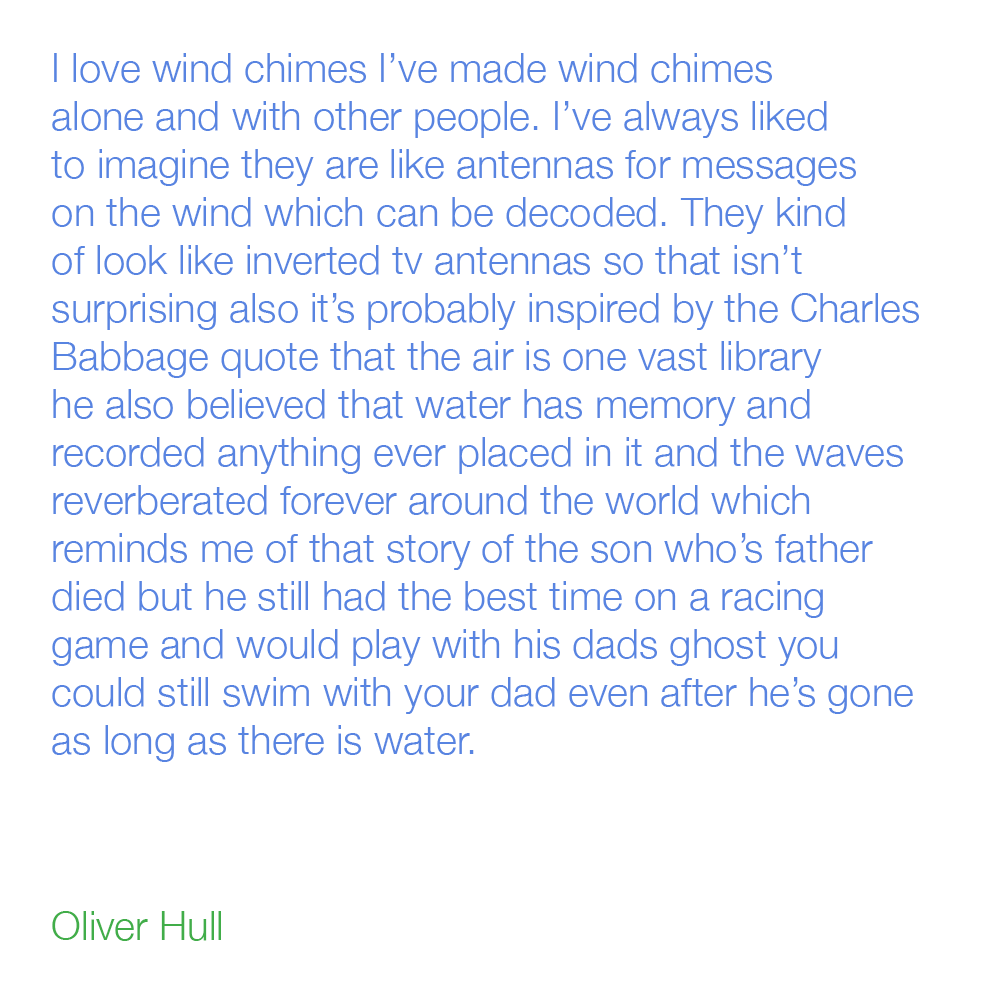 I love wind chimes I’ve made wind chimes
alone and with other people. I’ve always liked
to imagine they are like antennas for messages
on the wind which can be decoded. They kind
of look like inverted tv antennas so that isn’t
surprising also it’s probably inspired by the Charles
Babbage quote that the air is one vast library
he also believed that water has memory and
recorded anything ever placed in it and the waves
reverberated forever around the world which
reminds me of that story of the son who’s father
died but he still had the best time on a racing
game and would play with his dads ghost you
could still swim with your dad even after he’s gone
as long as there is water.
Oliver Hull